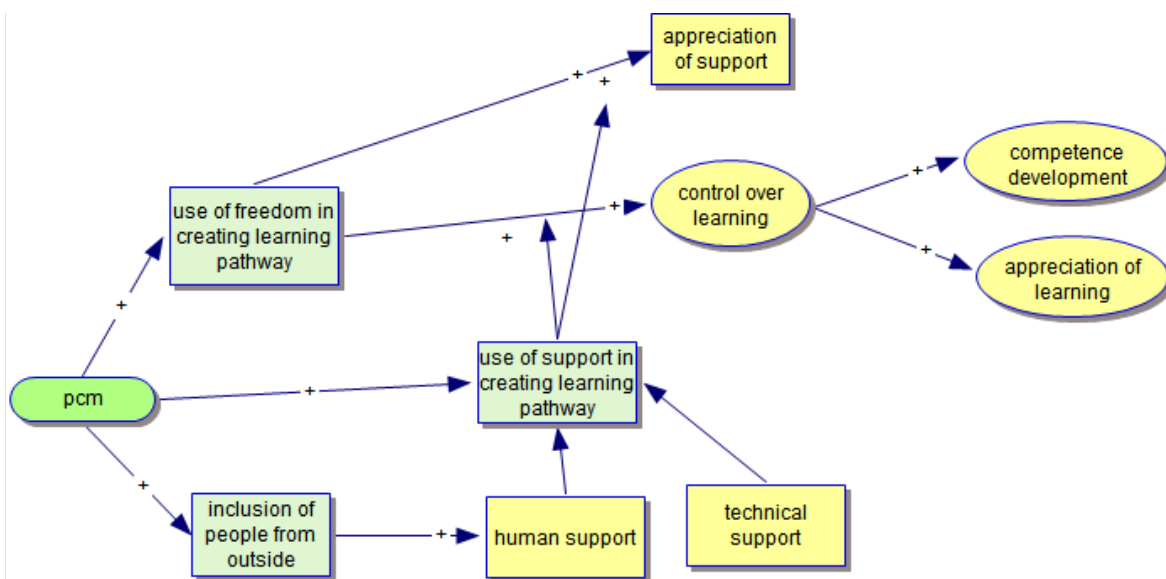 appreciation
of support
+
+
+
competence
development
+
use of freedom in
creating learning
pathway
control over
learning
+
+
+
appreciation of
learning
+
use of support in
creating learning
pathway
+
pcm
+
inclusion of
people from
outside
+
human support
technical
support